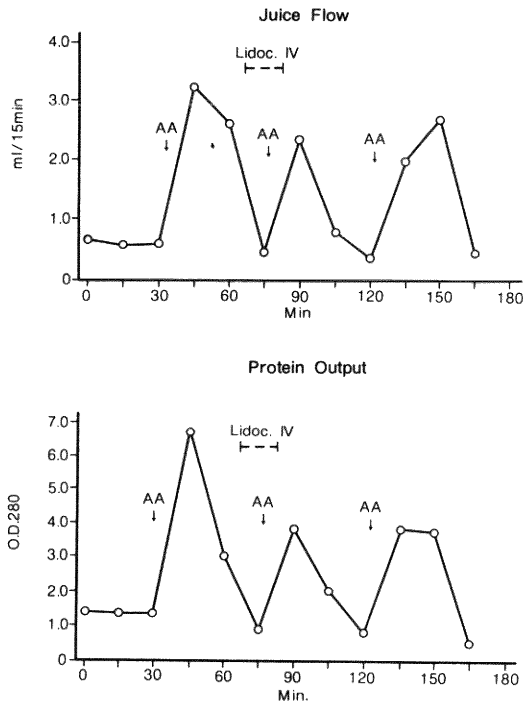 Juice Flow
Lidoc. IV
4.0
3.0
2.0
1.0
0
ml/15min
AA
AA
AA
0 30 60 90 120 150 180
Min
Protein Output
Lidoc. IV
7.0
6.0
5.0
4.0
3.0
2.0
1.0
0
O.D.280
AA
AA
AA
0 30 60 90 120 150 180
Min.